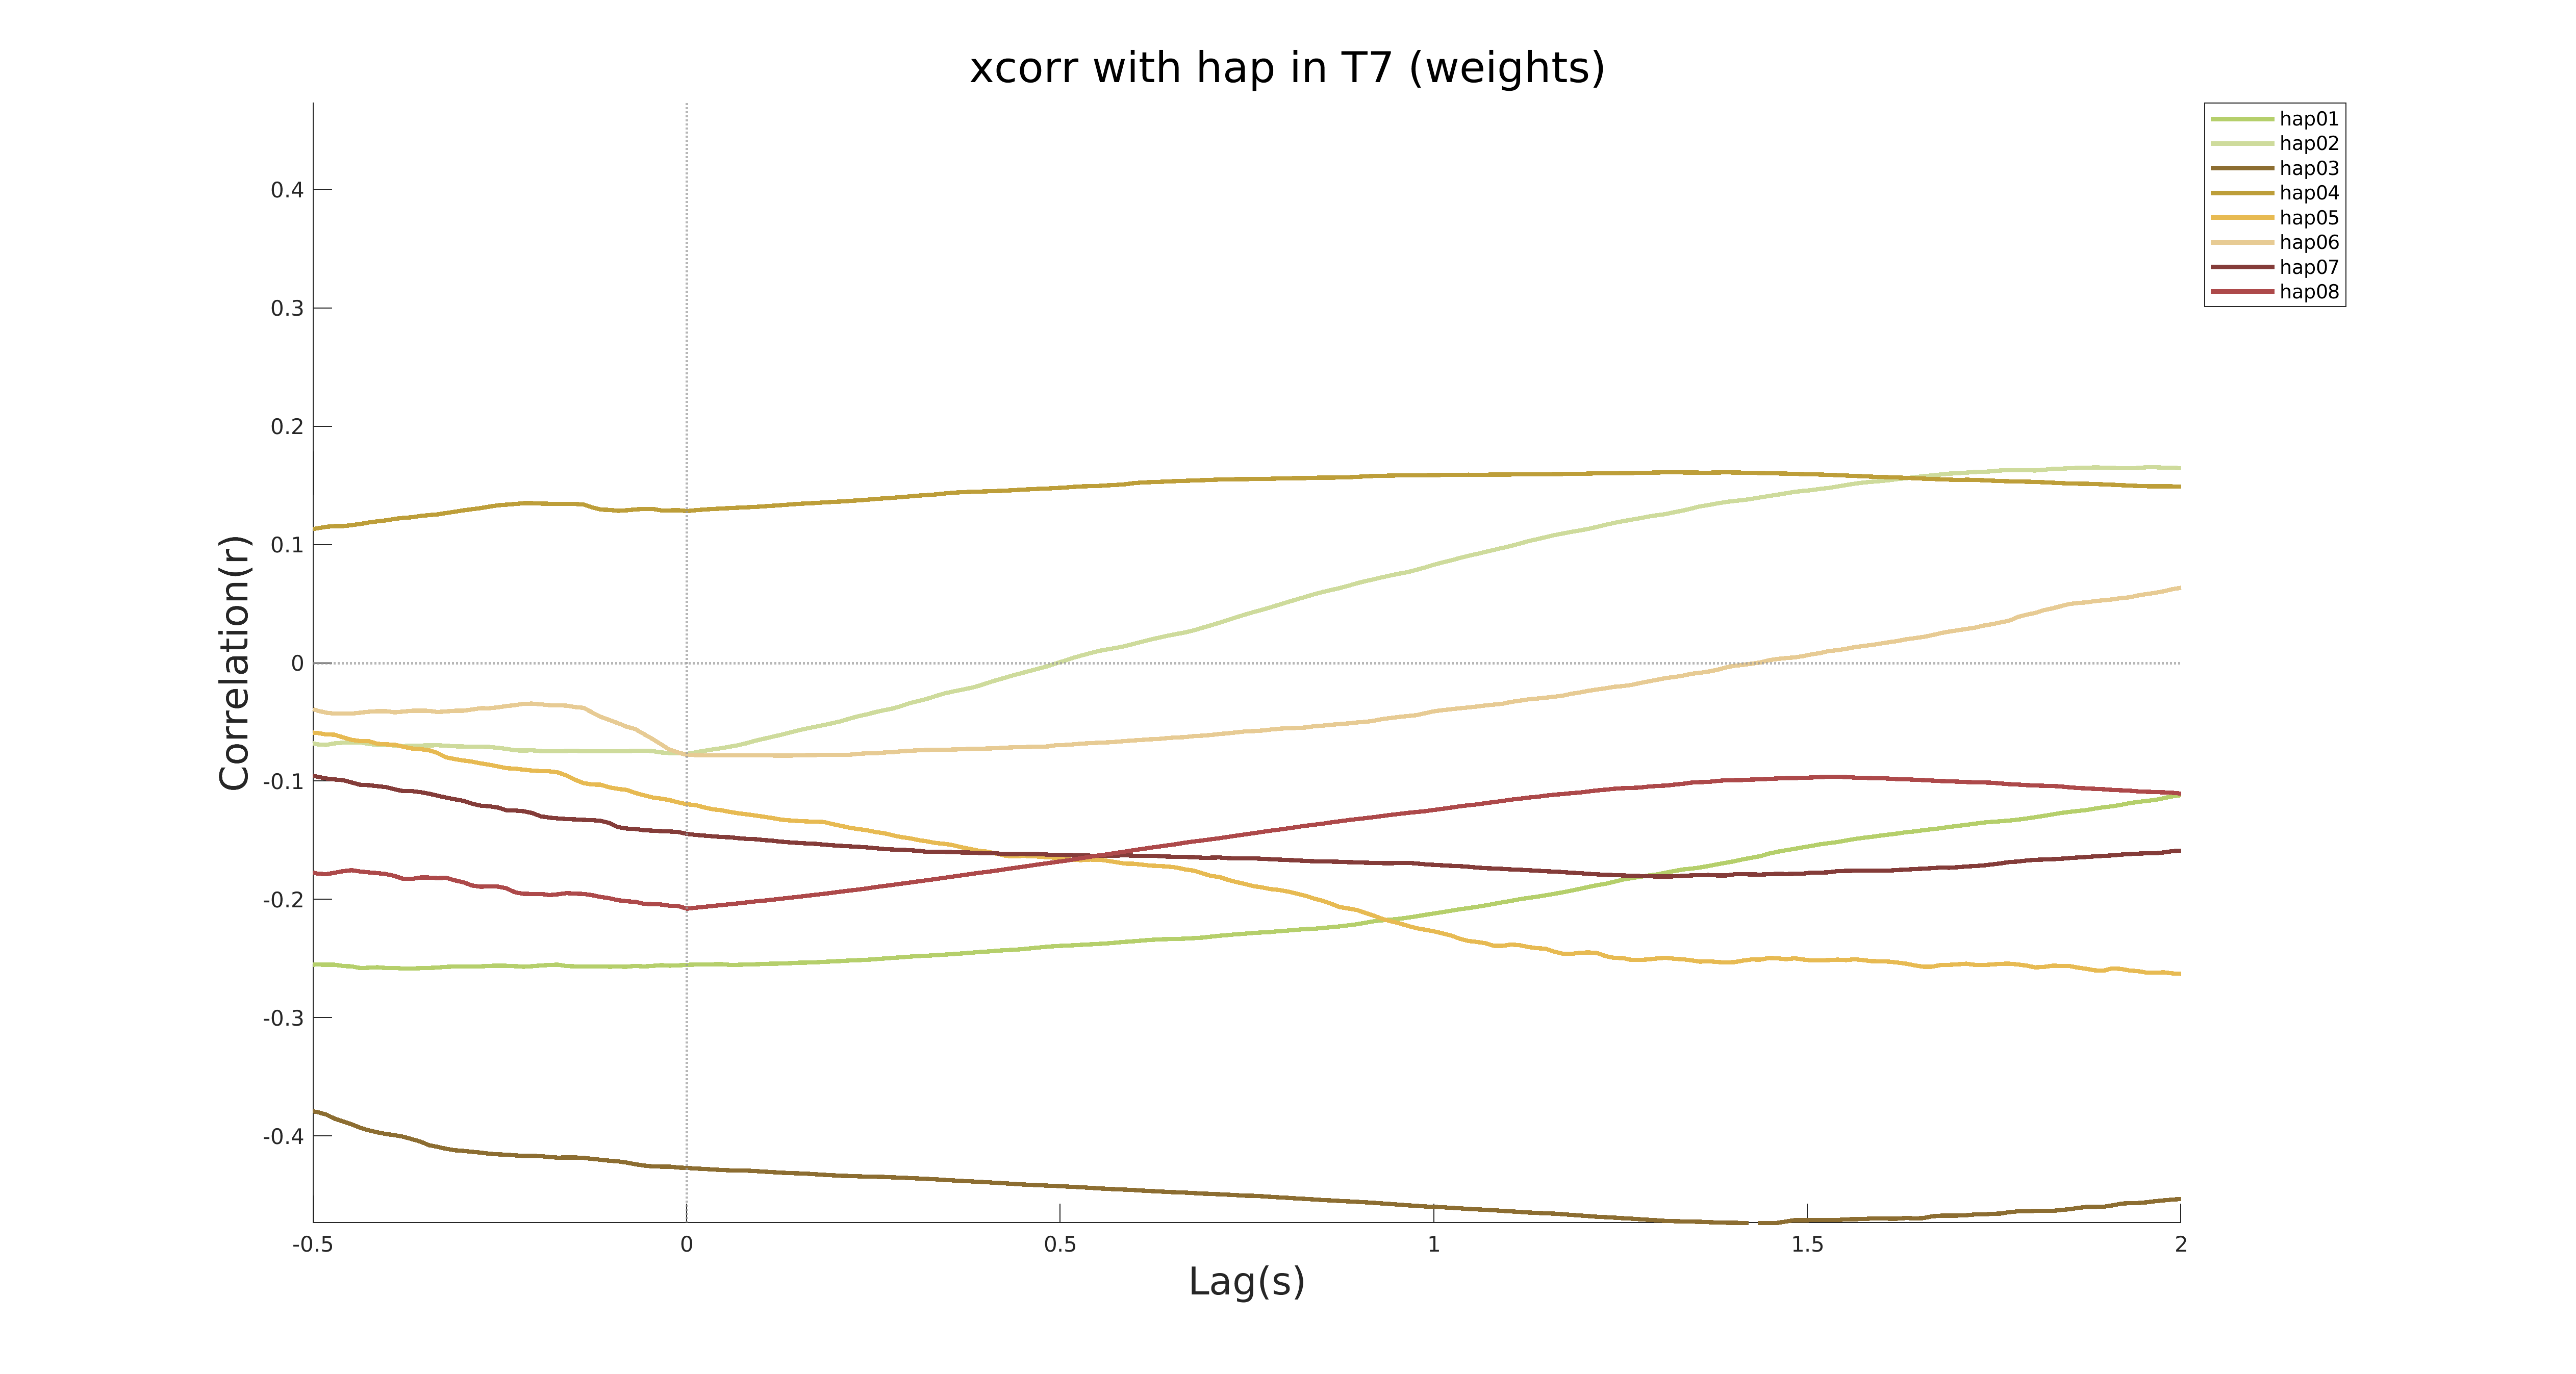 xcorr with hap in T7 (weights)
hap01
hap02
hap03
hap04
hap05
hap06
hap07
hap08
Correlation(r)
0.4
0.3
0.2
0.1
0
-0.1
-0.2
-0.3
-0.4
-0.5 0 0.5 1 1.5 2
Lag(s)